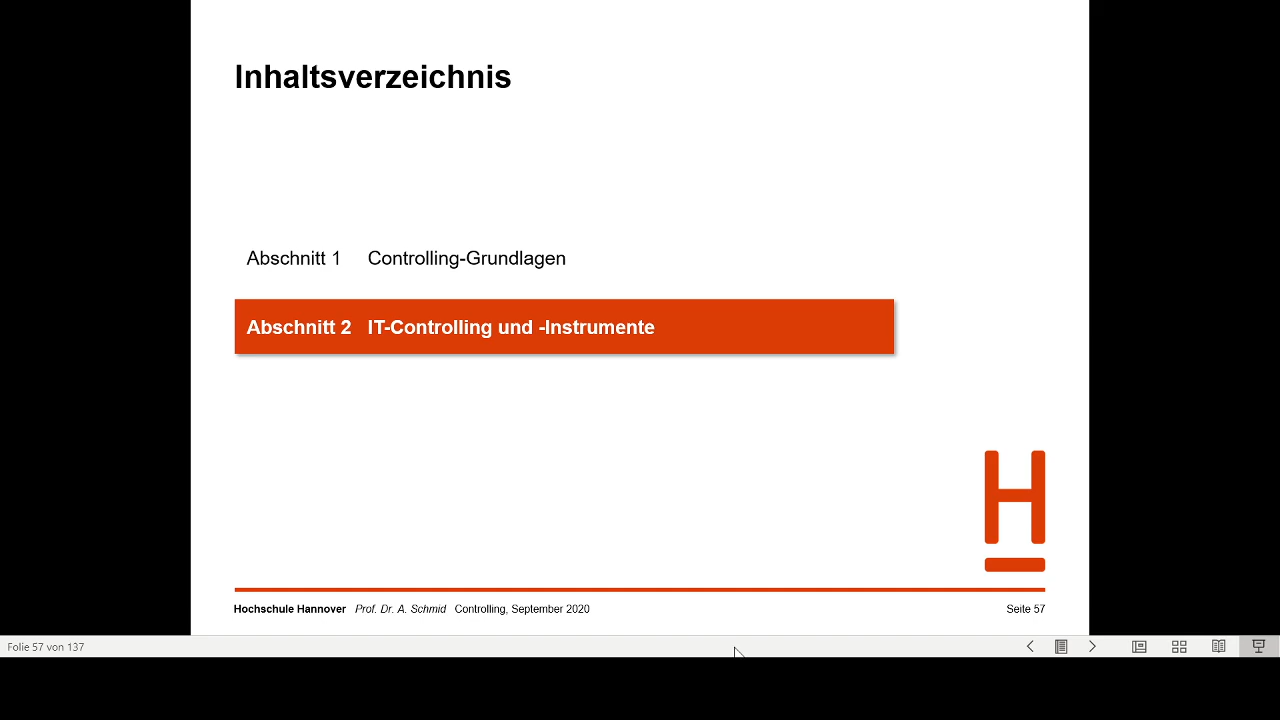 Inhaltsverzeichnis
Abschnitt 1 Controlling-Grundlagen
Abschnitt 2 IT-Controlling und -Instrumente
H
Hochschule Hannover Prof. Dr. A. Schmid Controlling, September 2020 Seite 57
Folie 57 von 137